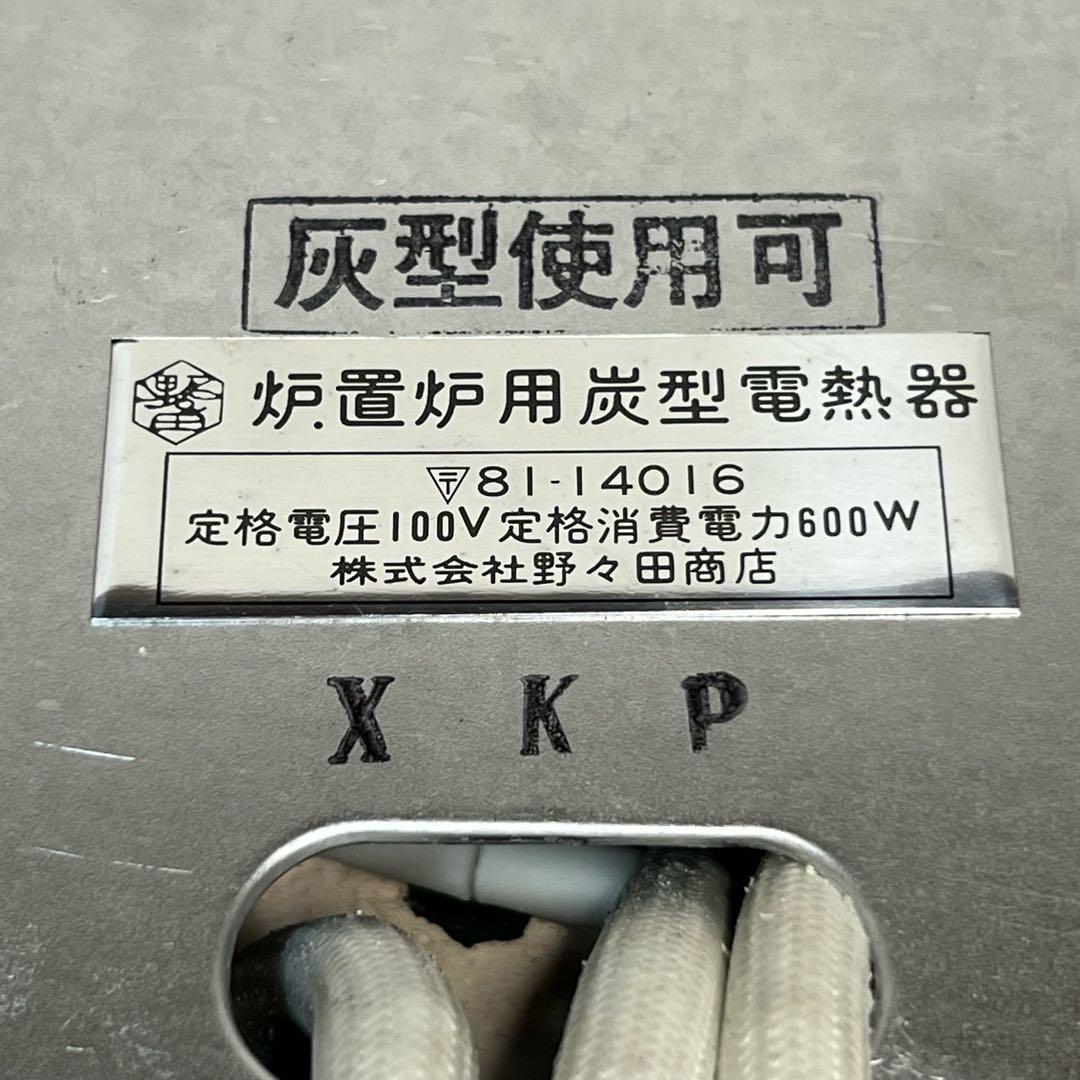 灰型使用可
炉.置炉用炭型電熱器
〒81-14016
定格電圧100V定格消費電力600W
株式会社野々田商店
X K P